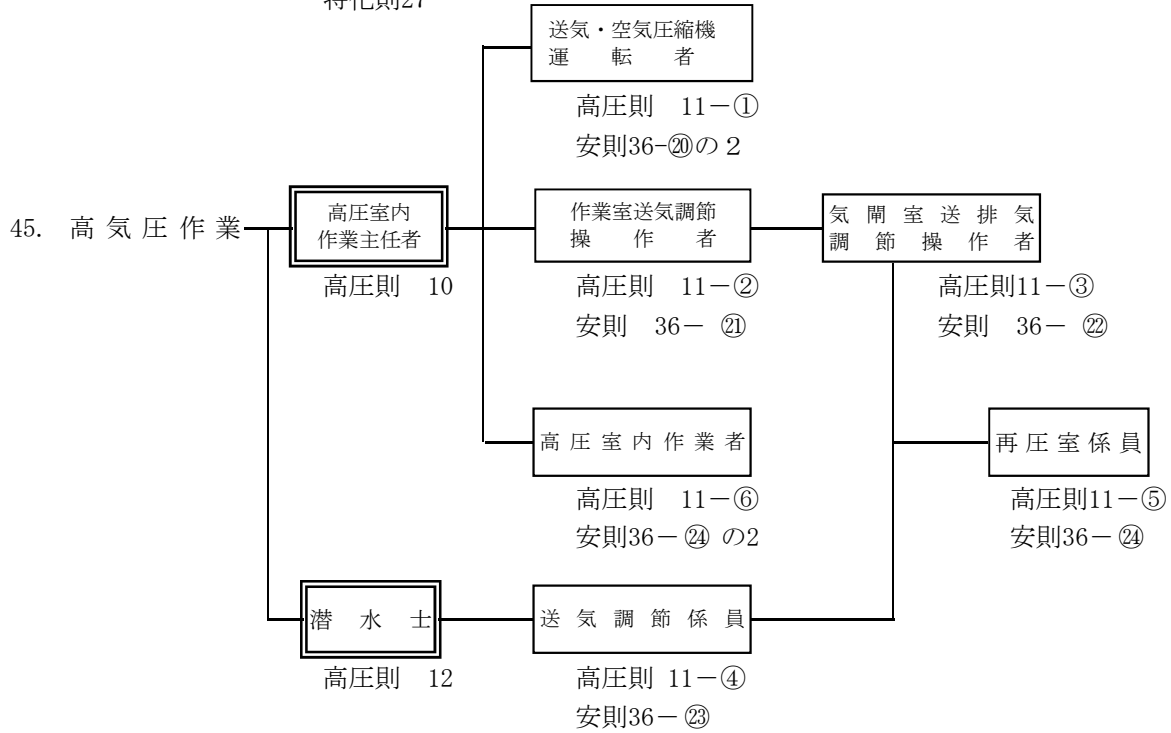 特化則27
送気・空気圧縮機
運転者
高圧則 11－①
安則36-⑳の２
45. 高気圧作業
高圧室内
作業主任者
高圧則 10
作業室送気調節
操作者
高圧則 11－②
安則 36－ ㉑
気閘室送排気
調節操作者
高圧則11－③
安則 36－ ㉒
高圧室内作業者
高圧則 11－⑥
安則36－㉔ の2
再圧室係員
高圧則11－⑤
安則36－㉔
潜水士
高圧則 12
送気調節係員
高圧則 11－④
安則36－㉓